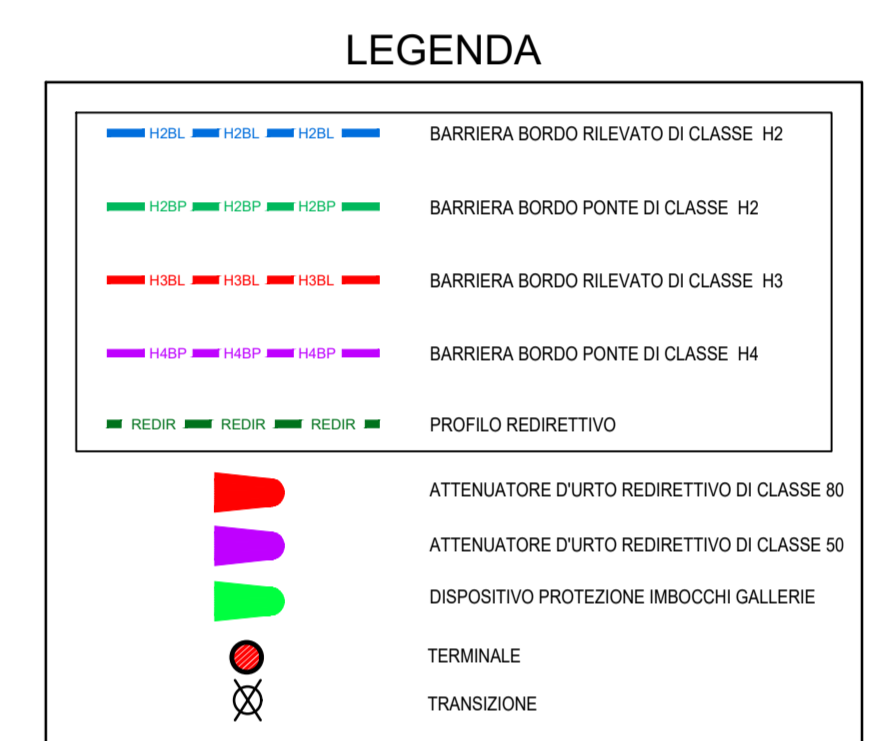 LEGENDA
H2BL H2BL H2BL BARRIERA BORDO RILEVATO DI CLASSE H2
H2BP H2BP H2BP BARRIERA BORDO PONTE DI CLASSE H2
H3BL H3BL H3BL BARRIERA BORDO RILEVATO DI CLASSE H3
H4BP H4BP H4BP BARRIERA BORDO PONTE DI CLASSE H4
REDIR REDIR REDIR PROFILO REDIRETTIVO
ATTENUATORE D'URTO REDIRETTIVO DI CLASSE 80
ATTENUATORE D'URTO REDIRETTIVO DI CLASSE 50
DISPOSITIVO PROTEZIONE IMBOCCHI GALLERIE
TERMINALE
TRANSIZIONE